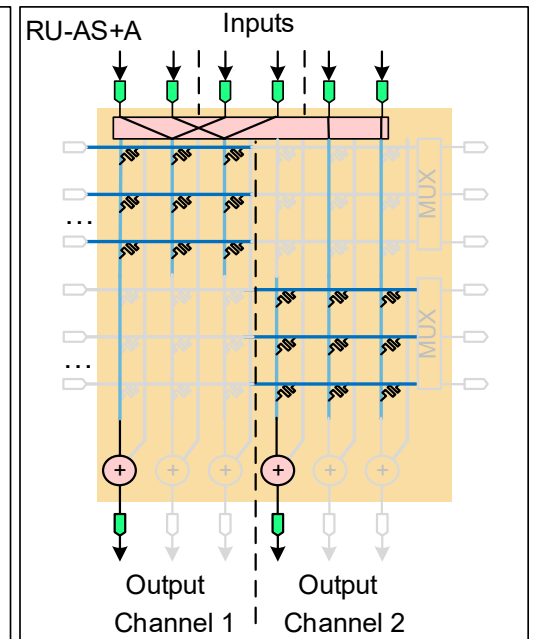 RU-AS+A
Inputs
MUX
...
MUX
...
+ + + + + +
Output Output
Channel 1 Channel 2